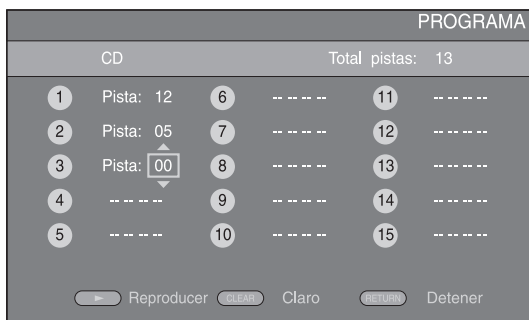 PROGRAMA
CD Total pistas: 13
1 Pista: 12 6 -- -- -- -- 11 -- -- -- --
2 Pista: 05 7 -- -- -- -- 12 -- -- -- --
3 Pista: 00 8 -- -- -- -- 13 -- -- -- --
4 -- -- -- -- 9 -- -- -- -- 14 -- -- -- --
5 -- -- -- -- 10 -- -- -- -- 15 -- -- -- --
Reproducer CLEAR Claro RETURN Detener